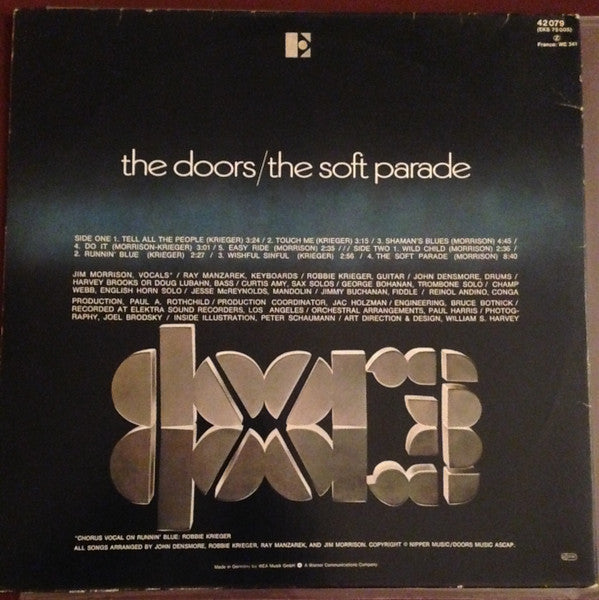 42 079
(EKS 75 005)
France: WE 341
the doors/the soft parade
SIDE ONE 1. TELL ALL THE PEOPLE (KRIEGER) 3:24 / 2. TOUCH ME (KRIEGER) 3:15 / 3. SHAMAN'S BLUES (MORRISON) 4:45 /
4. DO IT (MORRISON-KRIEGER) 3:01 / 5. EASY RIDE (MORRISON) 2:35 /// SIDE TWO 1. WILD CHILD (MORRISON) 2:36 /
2. RUNNIN' BLUE (KRIEGER) 2:27 / 3. WISHFUL SINFUL (KRIEGER) 2:56 / 4. THE SOFT PARADE (MORRISON) 8:40
JIM MORRISON, VOCALS* / RAY MANZAREK, KEYBOARDS / ROBBIE KRIEGER, GUITAR / JOHN DENSMORE, DRUMS /
HARVEY BROOKS OR DOUG LUBAHN, BASS / CURTIS AMY, SAX SOLOS / GEORGE BOHANAN, TROMBONE SOLO / CHAMP
WEBB, ENGLISH HORN SOLO / JESSE McREYNOLDS, MANDOLIN / JIMMY BUCHANAN, FIDDLE / REINOL ANDINO, CONGA
PRODUCTION, PAUL A. ROTHCHILD / PRODUCTION COORDINATOR, JAC HOLZMAN / ENGINEERING, BRUCE BOTNICK /
RECORDED AT ELEKTRA SOUND RECORDERS, LOS ANGELES / ORCHESTRAL ARRANGEMENTS, PAUL HARRIS / PHOTOG-
RAPHY, JOEL BRODSKY / INSIDE ILLUSTRATION, PETER SCHAUMANN / ART DIRECTION & DESIGN, WILLIAM S. HARVEY
*CHORUS VOCAL ON RUNNIN' BLUE: ROBBIE KRIEGER
ALL SONGS ARRANGED BY JOHN DENSMORE, ROBBIE KRIEGER, RAY MANZAREK, AND JIM MORRISON. COPYRIGHT © NIPPER MUSIC/DOORS MUSIC ASCAP.
Made in Germany by WEA Musik GmbH A Warner Communications Company